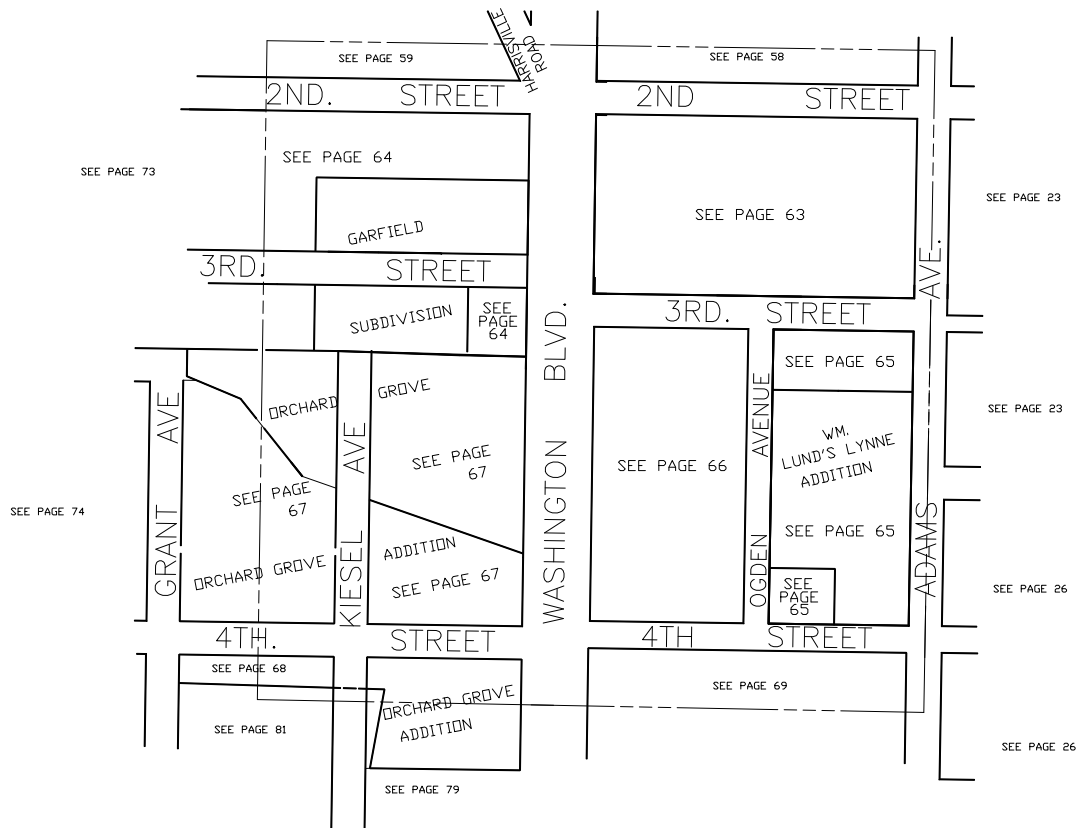 HARRISVILLE
ROAD
SEE PAGE 59
SEE PAGE 58
2ND. STREET
2ND STREET
SEE PAGE 64
SEE PAGE 73
SEE PAGE 23
SEE PAGE 63
GARFIELD
3RD. STREET
AVE.
SUBDIVISION
SEE
PAGE
64
BLVD.
3RD. STREET
SEE PAGE 65
ORCHARD GROVE
AVE
AVE
AVENUE
SEE PAGE 23
WM.
LUND'S LYNNE
ADDITION
SEE PAGE
67
SEE PAGE 66
SEE PAGE
67
SEE PAGE 74
WASHINGTON
ADAMS
SEE PAGE 65
GRANT
KIESEL
ADDITION
OGDEN
ORCHARD GROVE
SEE PAGE 67
SEE
PAGE
65
SEE PAGE 26
4TH. STREET
4TH STREET
SEE PAGE 68
SEE PAGE 69
ORCHARD GROVE
ADDITION
SEE PAGE 81
SEE PAGE 26
SEE PAGE 79